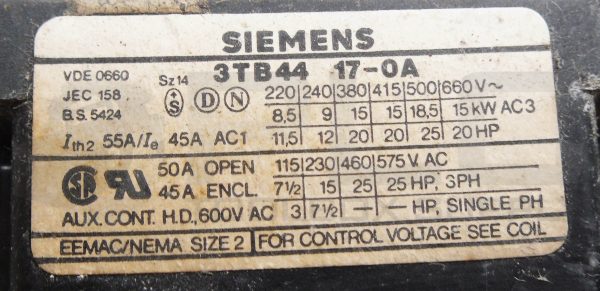 SIEMENS
3TB44 17-0A
VDE 0660 Sz14
JEC 158 S D N 220 240 380 415 500 660 V~
B.S. 5424 8,5 9 15 15 18,5 15 kW AC3
Ith2 55A/Ie 45A AC1 11,5 12 20 20 25 20 HP
50A OPEN 115 230 460 575 V. AC
SA UR 45A ENCL. 7½ 15 25 25 HP, 3PH
AUX. CONT. H.D. 600V AC 3 7½ — — HP, SINGLE PH
EEMAC/NEMA SIZE 2 FOR CONTROL VOLTAGE SEE COIL